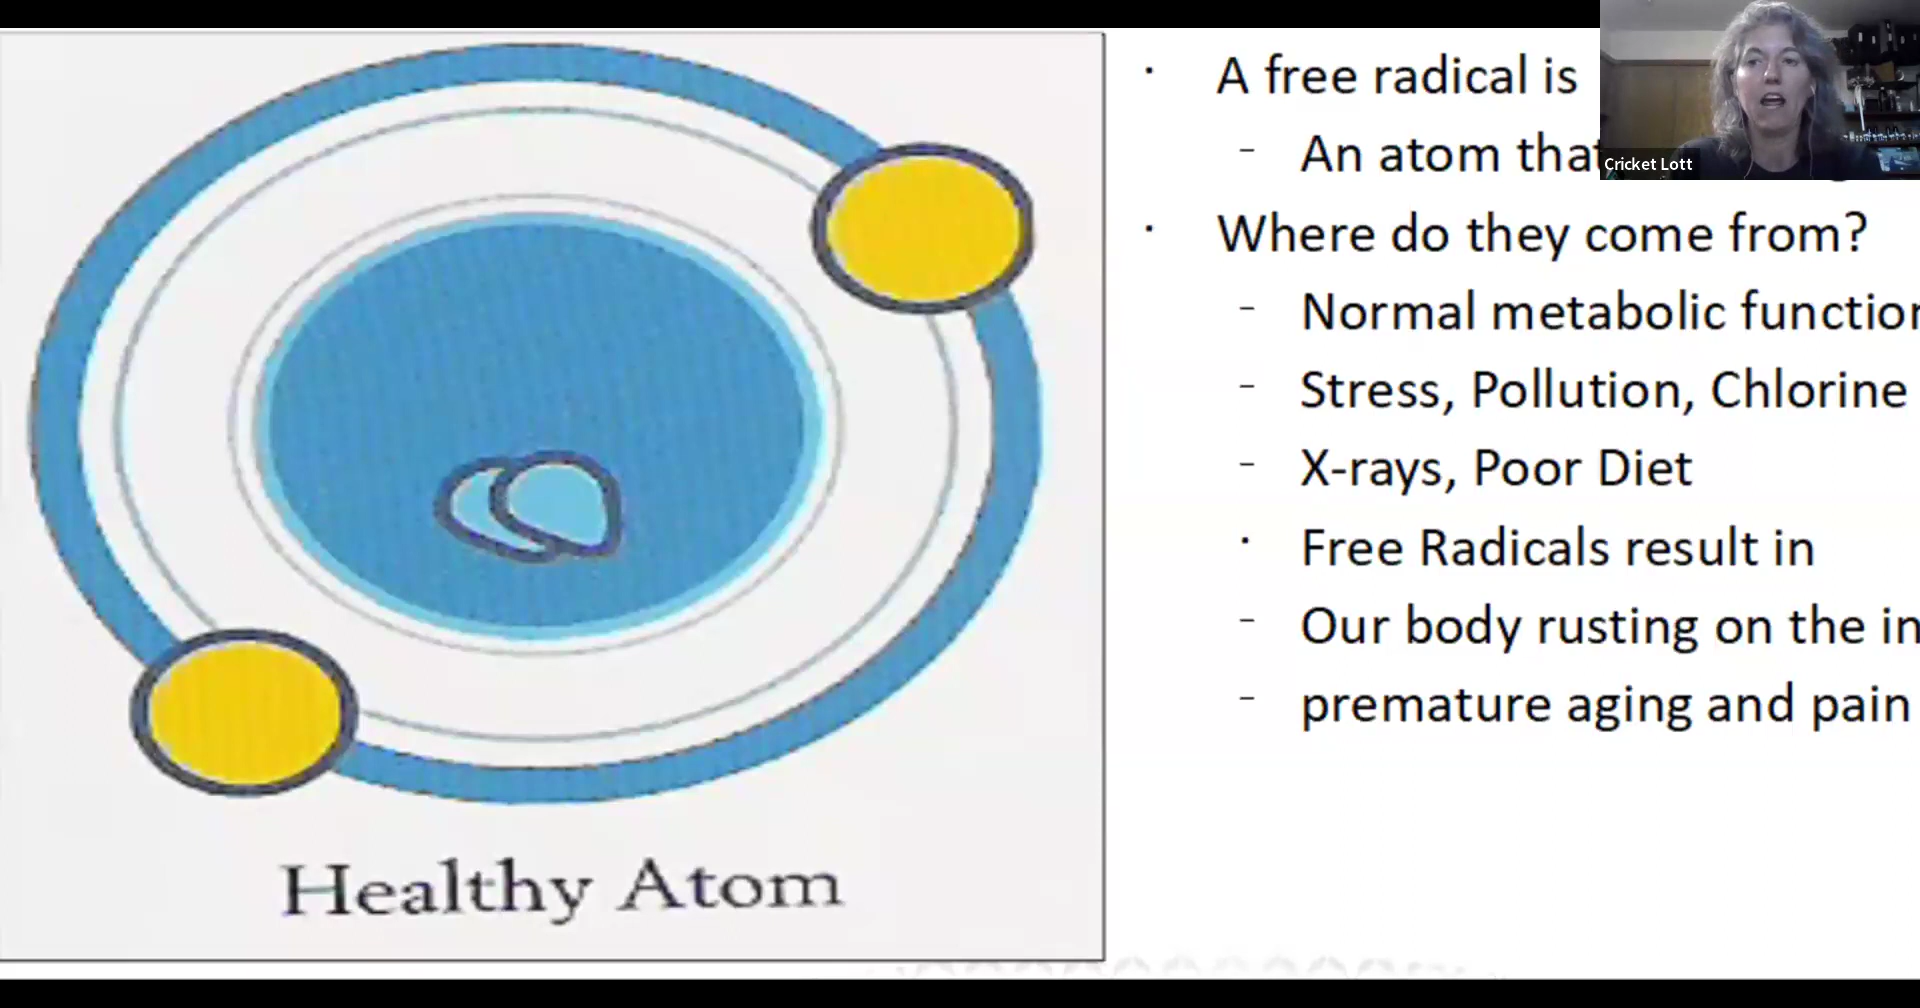 A free radical is
An atom that
Where do they come from?
Normal metabolic function
Stress, Pollution, Chlorine
X-rays, Poor Diet
Free Radicals result in
Our body rusting on the in
premature aging and pain
Healthy Atom
Cricket Lott